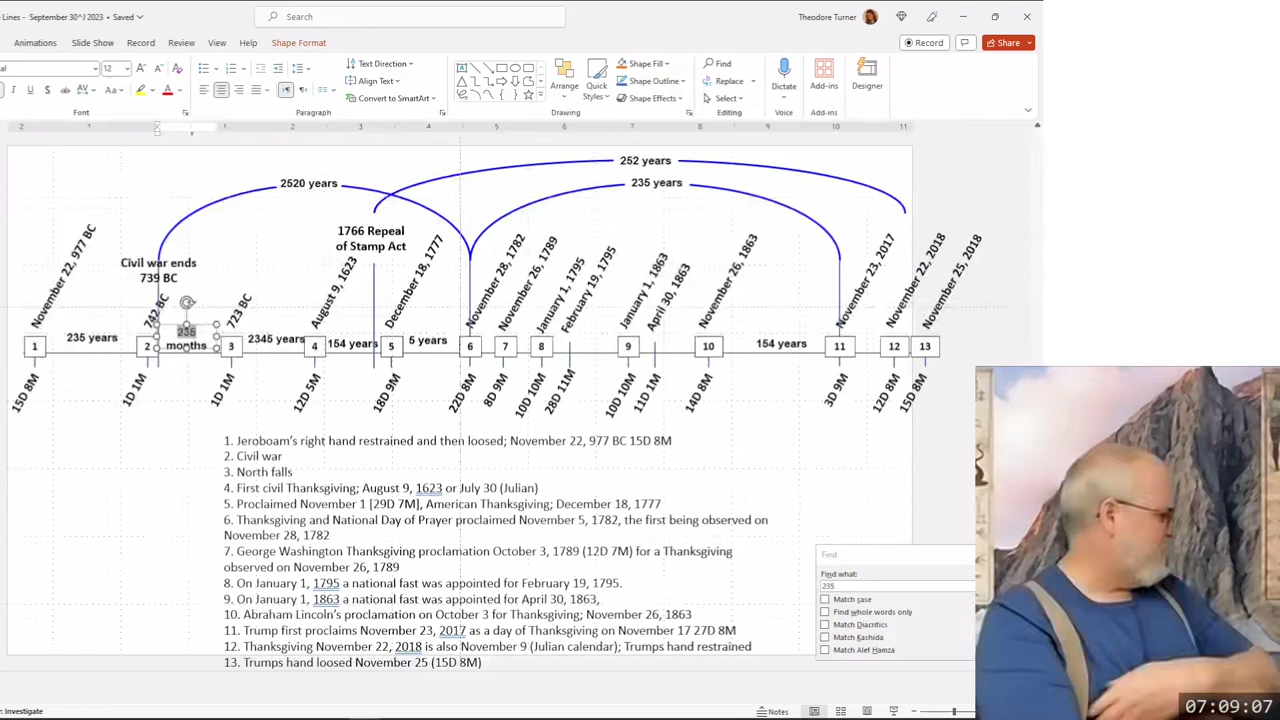 Lines - September 30^J 2023 • Saved
Search
Theodore Turner
Animations
Slide Show
Record
Review
View
Help
Shape Format
Record
Share
12
Text Direction
Align Text
Convert to SmartArt
Arrange
Quick Styles
Shape Fill
Shape Outline
Shape Effects
Find
Replace
Select
Dictate
Add-ins
Designer
Font
Paragraph
Drawing
Editing
Voice
Add-ins
Designer
252 years
2520 years
235 years
1766 Repeal
of Stamp Act
Civil war ends
739 BC
November 22, 977 BC
742 BC
723 BC
August 9, 1623
December 18, 1777
November 28, 1782
November 26, 1789
January 1, 1795
February 19, 1795
January 1, 1863
April 30, 1863
November 26, 1863
November 23, 2017
November 22, 2018
November 25, 2018
1
235 years
2
235
months
3
2345 years
4
154 years
5
5 years
6
7
8
9
10
154 years
11
12
13
15D 8M
1D 1M
1D 1M
12D 5M
18D 9M
22D 8M
8D 9M
10D 10M
28D 11M
10D 10M
11D 1M
14D 8M
3D 9M
12D 8M
15D 8M
1. Jeroboam's right hand restrained and then loosed; November 22, 977 BC 15D 8M
2. Civil war
3. North falls
4. First civil Thanksgiving; August 9, 1623 or July 30 (Julian)
5. Proclaimed November 1 [29D 7M], American Thanksgiving; December 18, 1777
6. Thanksgiving and National Day of Prayer proclaimed November 5, 1782, the first being observed on
November 28, 1782
7. George Washington Thanksgiving proclamation October 3, 1789 (12D 7M) for a Thanksgiving
observed on November 26, 1789
8. On January 1, 1795 a national fast was appointed for February 19, 1795.
9. On January 1, 1863 a national fast was appointed for April 30, 1863,
10. Abraham Lincoln's proclamation on October 3 for Thanksgiving; November 26, 1863
11. Trump first proclaims November 23, 2017 as a day of Thanksgiving on November 17 27D 8M
12. Thanksgiving November 22, 2018 is also November 9 (Julian calendar); Trumps hand restrained
13. Trumps hand loosed November 25 (15D 8M)
Find
Find what:
235
Match case
Find whole words only
Match Diacritics
Match Kashida
Match Alef Hamza
Investigate
Notes
07:09:07